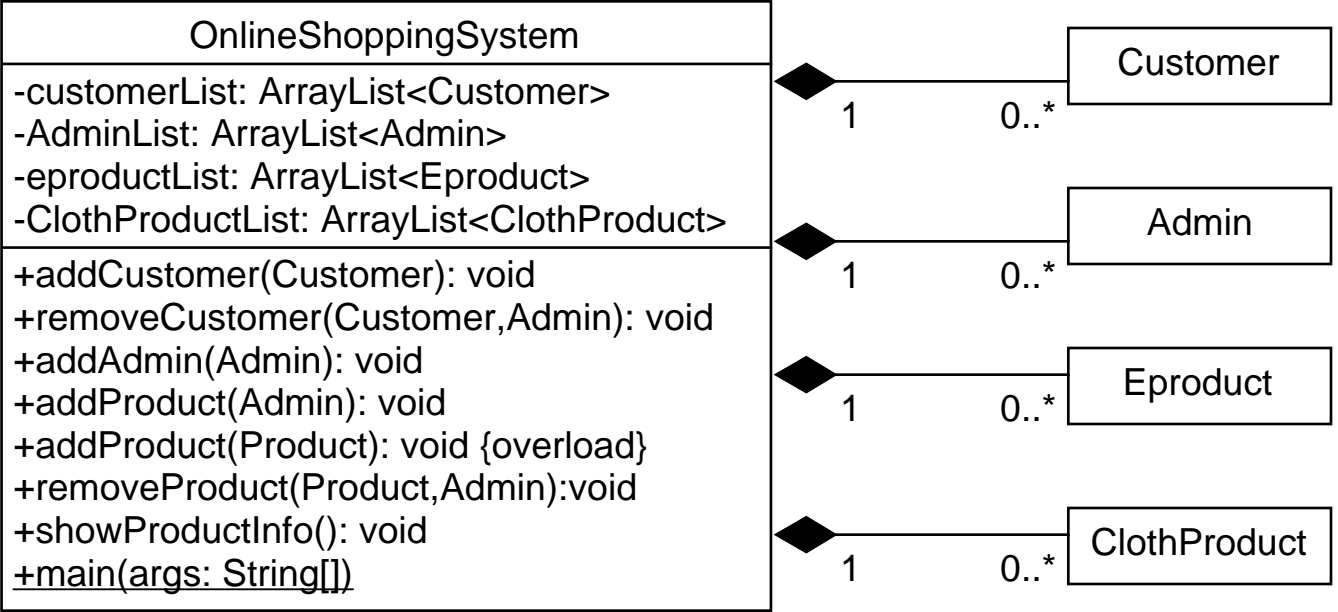 OnlineShoppingSystem
-customerList: ArrayList<Customer>
-AdminList: ArrayList<Admin>
-eproductList: ArrayList<Eproduct>
-ClothProductList: ArrayList<ClothProduct>
+addCustomer(Customer): void
+removeCustomer(Customer,Admin): void
+addAdmin(Admin): void
+addProduct(Admin): void
+addProduct(Product): void {overload}
+removeProduct(Product,Admin):void
+showProductInfo(): void
+main(args: String[])
Customer
1 0..*
Admin
1 0..*
Eproduct
1 0..*
ClothProduct
1 0..*